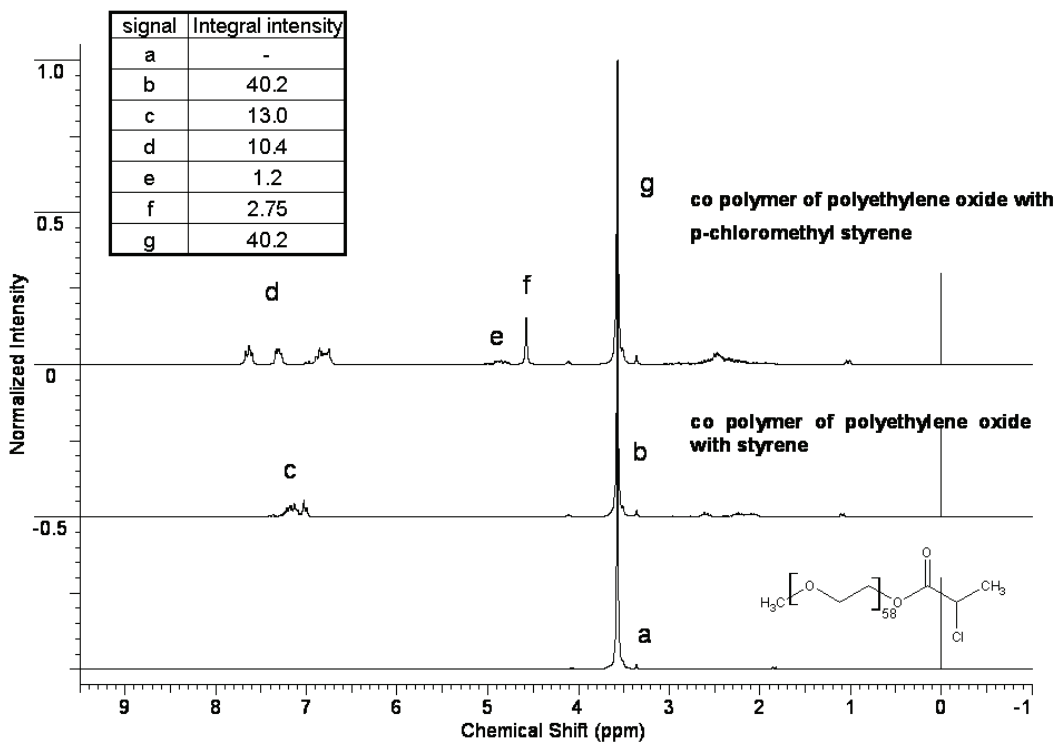 signal Integral intensity
a -
b 40.2
c 13.0
d 10.4
e 1.2
f 2.75
g 40.2
1.0
0.5
0
-0.5
Normalized Intensity
g
co polymer of polyethylene oxide with
p-chloromethyl styrene
d
f
e
co polymer of polyethylene oxide
with styrene
b
c
O
H3C
O
O
58
CH3
Cl
a
9 8 7 6 5 4 3 2 1 0 -1
Chemical Shift (ppm)